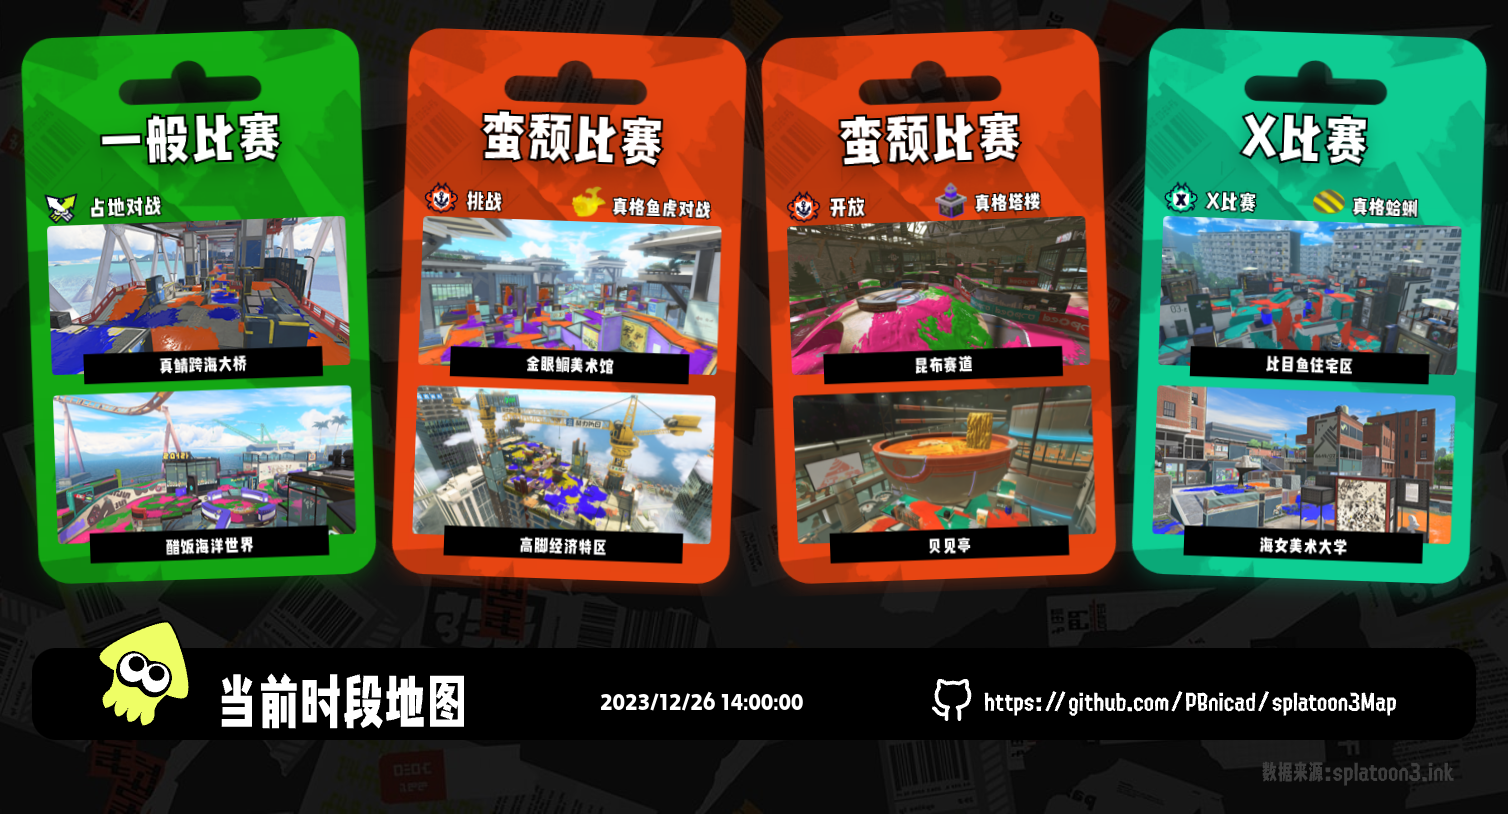 一般比赛
占地对战
真鲷跨海大桥
醋饭海洋世界
蛮颓比赛
挑战
真格鱼虎对战
金眼鲷美术馆
高脚经济特区
蛮颓比赛
开放
真格塔楼
昆布赛道
贝见亭
X比赛
X比赛
真格蛤蜊
比目鱼住宅区
海女美术大学
当前时段地图
2023/12/26 14:00:00
https://github.com/PBnicad/splatoon3Map
数据来源:splatoon3.ink